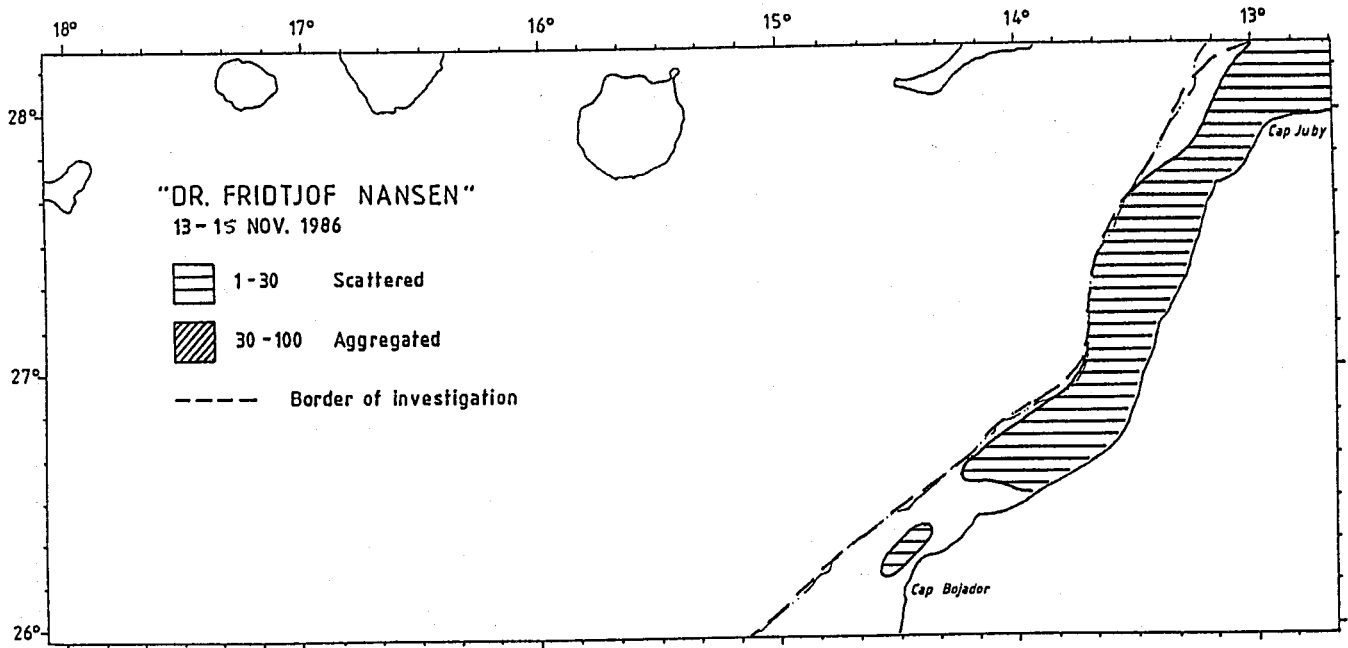 18° 17° 16° 15° 14° 13°
28°
Cap Juby
"DR. FRIDTJOF NANSEN"
13-15 NOV. 1986
1-30 Scattered
30-100 Aggregated
27°
Border of investigation
Cap Bojador
26°